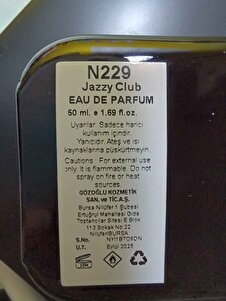 N229
Jazzy Club
EAU DE PARFUM
50 ml. e 1.69 fl.oz.
Uyarılar: Sadece harici
kullanım içindir.
Yanıcıdır. Ateş ve ısı
kaynaklarına püskürtmeyin.
Cautions : For external use
only. It is flammable. Do not
spray on fire or heat
sources.
GÖZOĞLU KOZMETİK
SAN. ve TİC.A.Ş.
Bursa Nilüfer 1 Şubesi
Ertuğrul Mahallesi Gıda
Toptancılar Sitesi E Blok
113.Sokak No:22
Nilüfer/BURSA
S.No.
U.T. Eylül 2025